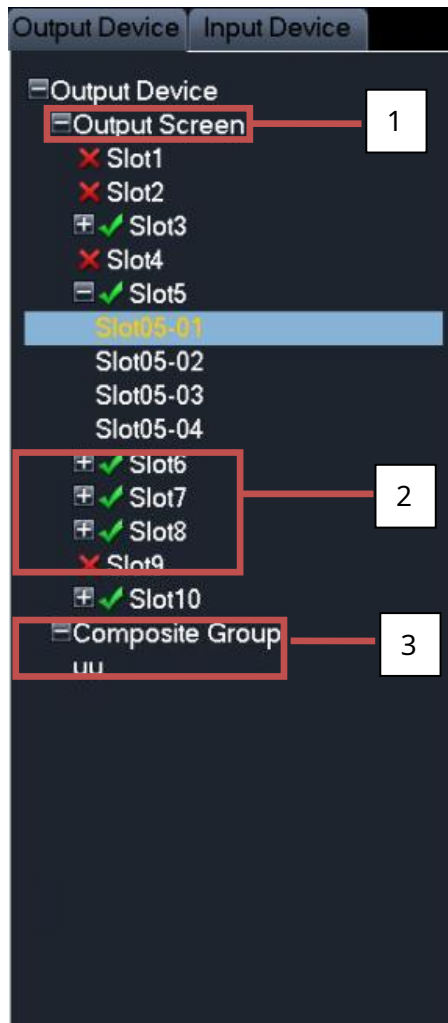 Output Device Input Device
Output Device
Output Screen
1
Slot1
Slot2
Slot3
Slot4
Slot5
Slot05-01
Slot05-02
Slot05-03
Slot05-04
Slot6
Slot7
2
Slot8
Slot9
Slot10
Composite Group
3
uu